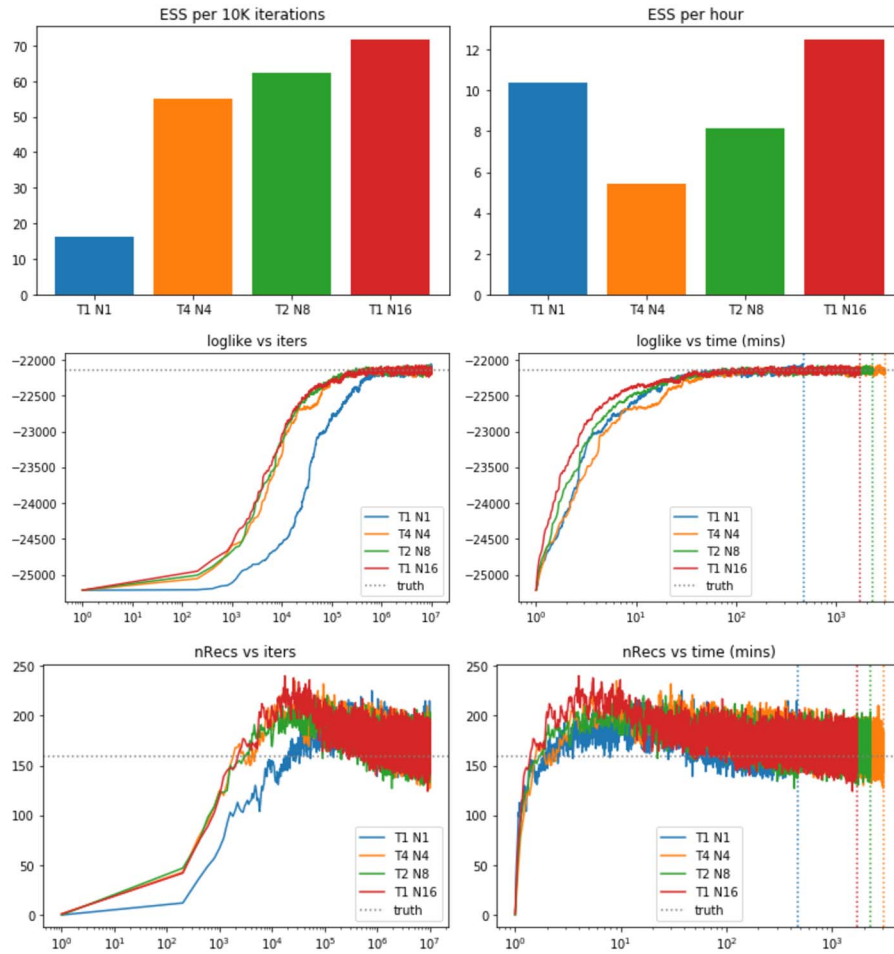 ESS per 10K iterations
70
60
50
40
30
20
10
0
T1 N1 T4 N4 T2 N8 T1 N16
ESS per hour
12
10
8
6
4
2
0
T1 N1 T4 N4 T2 N8 T1 N16
loglike vs iters
−22000
−22500
−23000
−23500
−24000
−24500
−25000
T1 N1
T4 N4
T2 N8
T1 N16
truth
10⁰ 10¹ 10² 10³ 10⁴ 10⁵ 10⁶ 10⁷
loglike vs time (mins)
−22000
−22500
−23000
−23500
−24000
−24500
−25000
T1 N1
T4 N4
T2 N8
T1 N16
truth
10⁰ 10¹ 10² 10³
nRecs vs iters
250
200
150
100
50
0
T1 N1
T4 N4
T2 N8
T1 N16
truth
10⁰ 10¹ 10² 10³ 10⁴ 10⁵ 10⁶ 10⁷
nRecs vs time (mins)
250
200
150
100
50
0
T1 N1
T4 N4
T2 N8
T1 N16
truth
10⁰ 10¹ 10² 10³